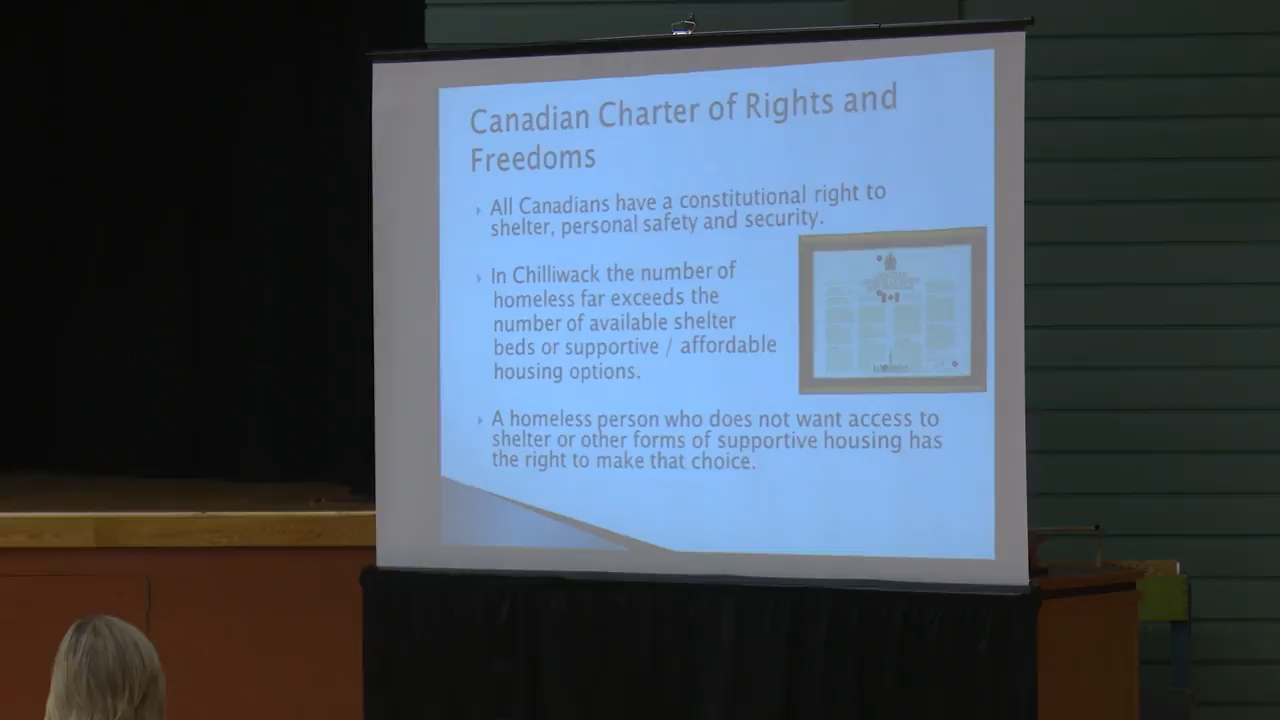 Canadian Charter of Rights and
Freedoms
All Canadians have a constitutional right to
shelter, personal safety and security.
In Chilliwack the number of
homeless far exceeds the
number of available shelter
beds or supportive / affordable
housing options.
A homeless person who does not want access to
shelter or other forms of supportive housing has
the right to make that choice.